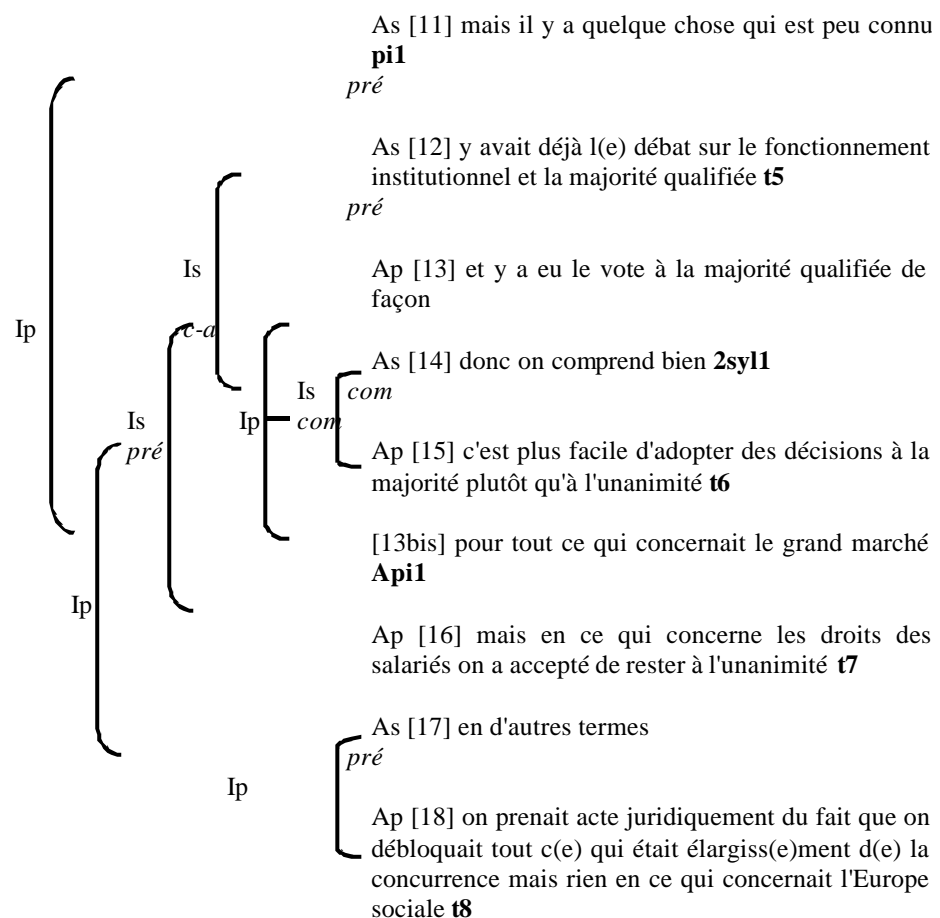 As [11] mais il y a quelque chose qui est peu connu
pi1
pré
As [12] y avait déjà l(e) débat sur le fonctionnement
institutionnel et la majorité qualifiée t5
pré
Is
Ap [13] et y a eu le vote à la majorité qualifiée de
façon
Ip
c-a
As [14] donc on comprend bien 2syl1
Is com
Is Ip com
pré
Ap [15] c'est plus facile d'adopter des décisions à la
majorité plutôt qu'à l'unanimité t6
[13bis] pour tout ce qui concernait le grand marché
Api1
Ip
Ap [16] mais en ce qui concerne les droits des
salariés on a accepté de rester à l'unanimité t7
As [17] en d'autres termes
pré
Ip
Ap [18] on prenait acte juridiquement du fait que on
débloquait tout c(e) qui était élargiss(e)ment d(e) la
concurrence mais rien en ce qui concernait l'Europe
sociale t8